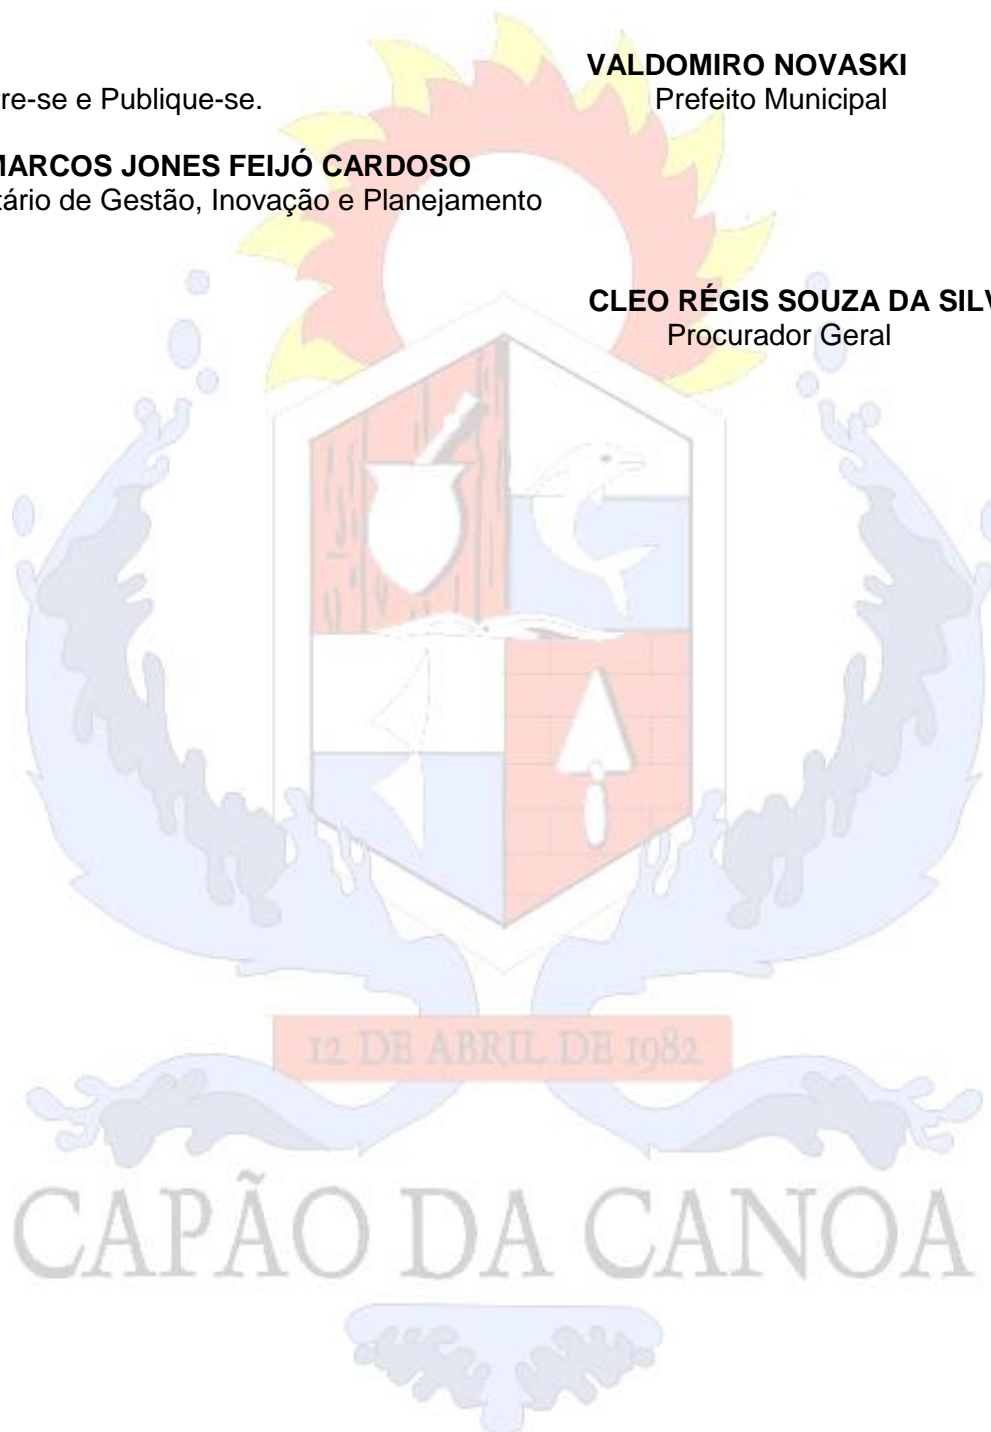 VALDOMIRO NOVASKI
re-se e Publique-se.
Prefeito Municipal
MARCOS JONES FEIJÓ CARDOSO
tário de Gestão, Inovação e Planejamento
CLEO RÉGIS SOUZA DA SILV
Procurador Geral
12 DE ABRIL DE 1982
CAPÃO DA CANOA